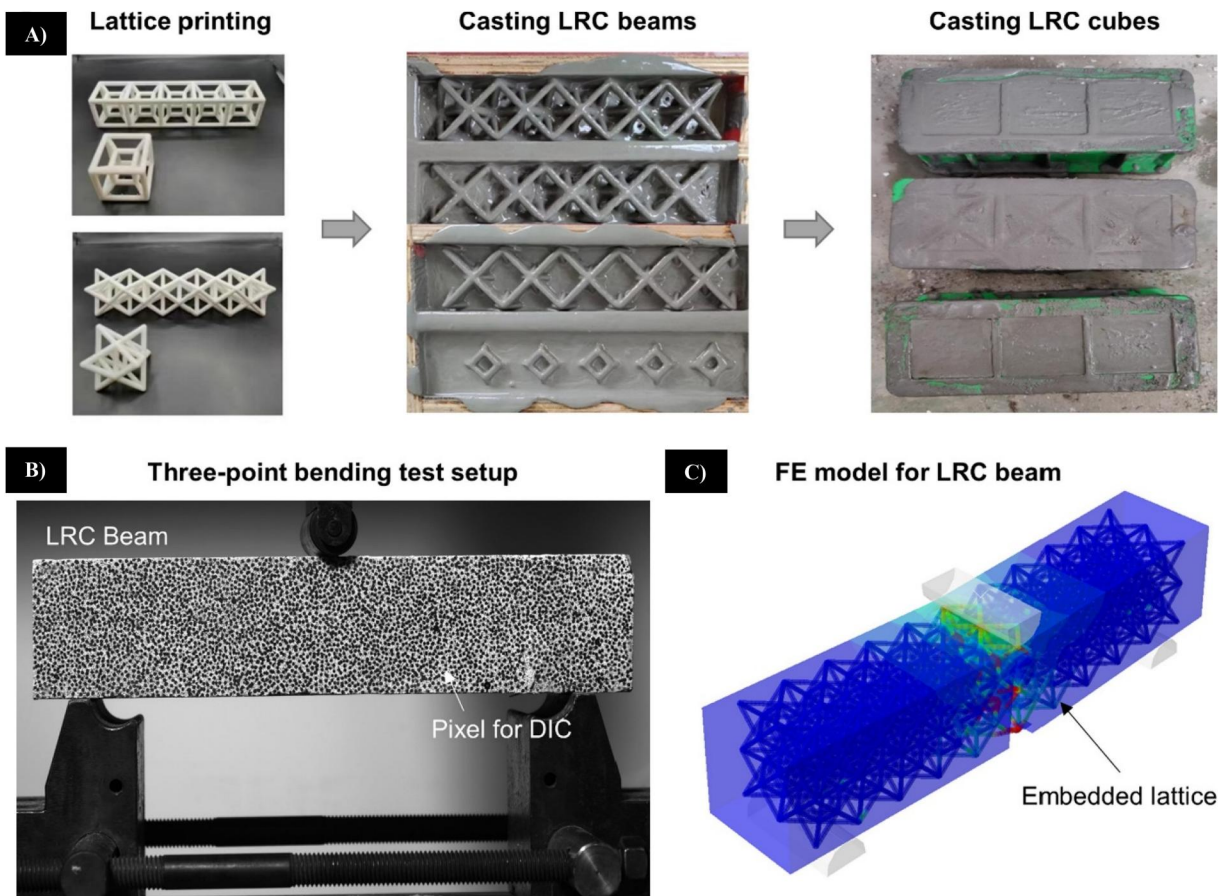 A)
Lattice printing
Casting LRC beams
Casting LRC cubes
B)
Three-point bending test setup
LRC Beam
Pixel for DIC
C)
FE model for LRC beam
Embedded lattice